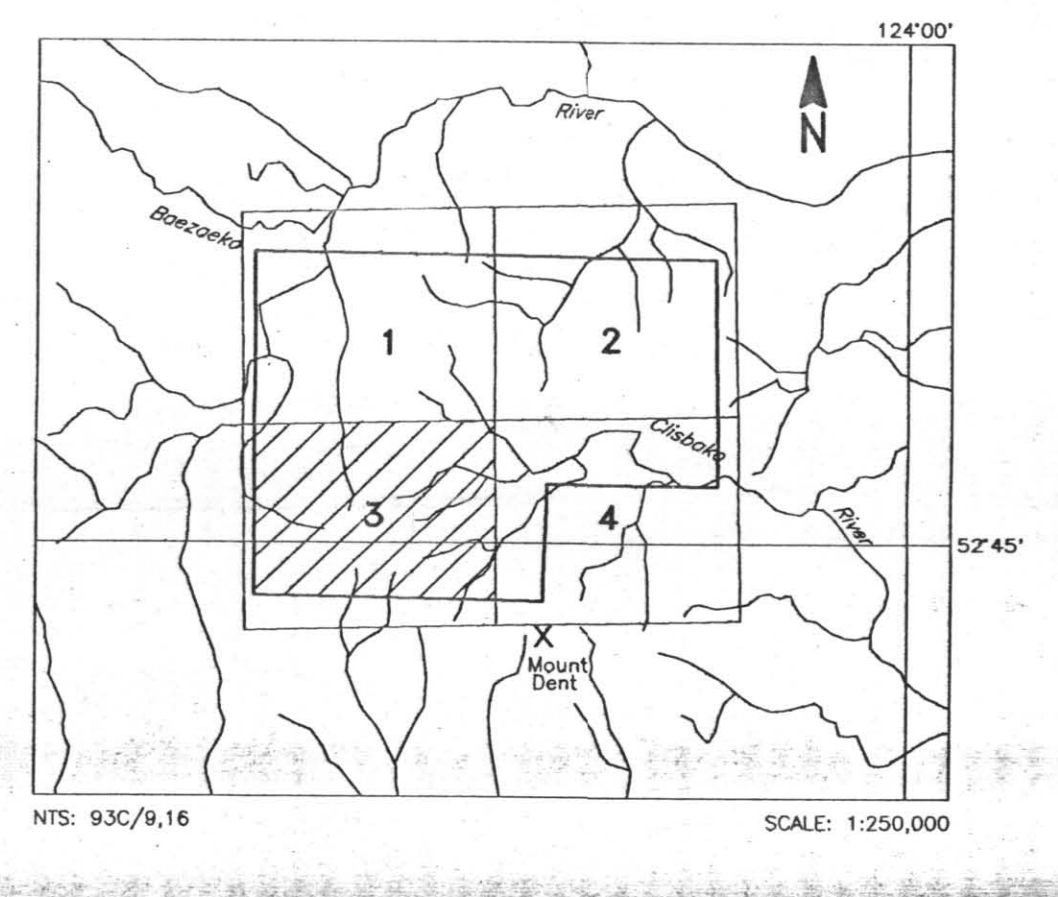 124°00'
N
River
Baezaeko
1
2
Clisbako
3
4
River
52°45'
X
Mount
Dent
NTS: 93C/9,16
SCALE: 1:250,000